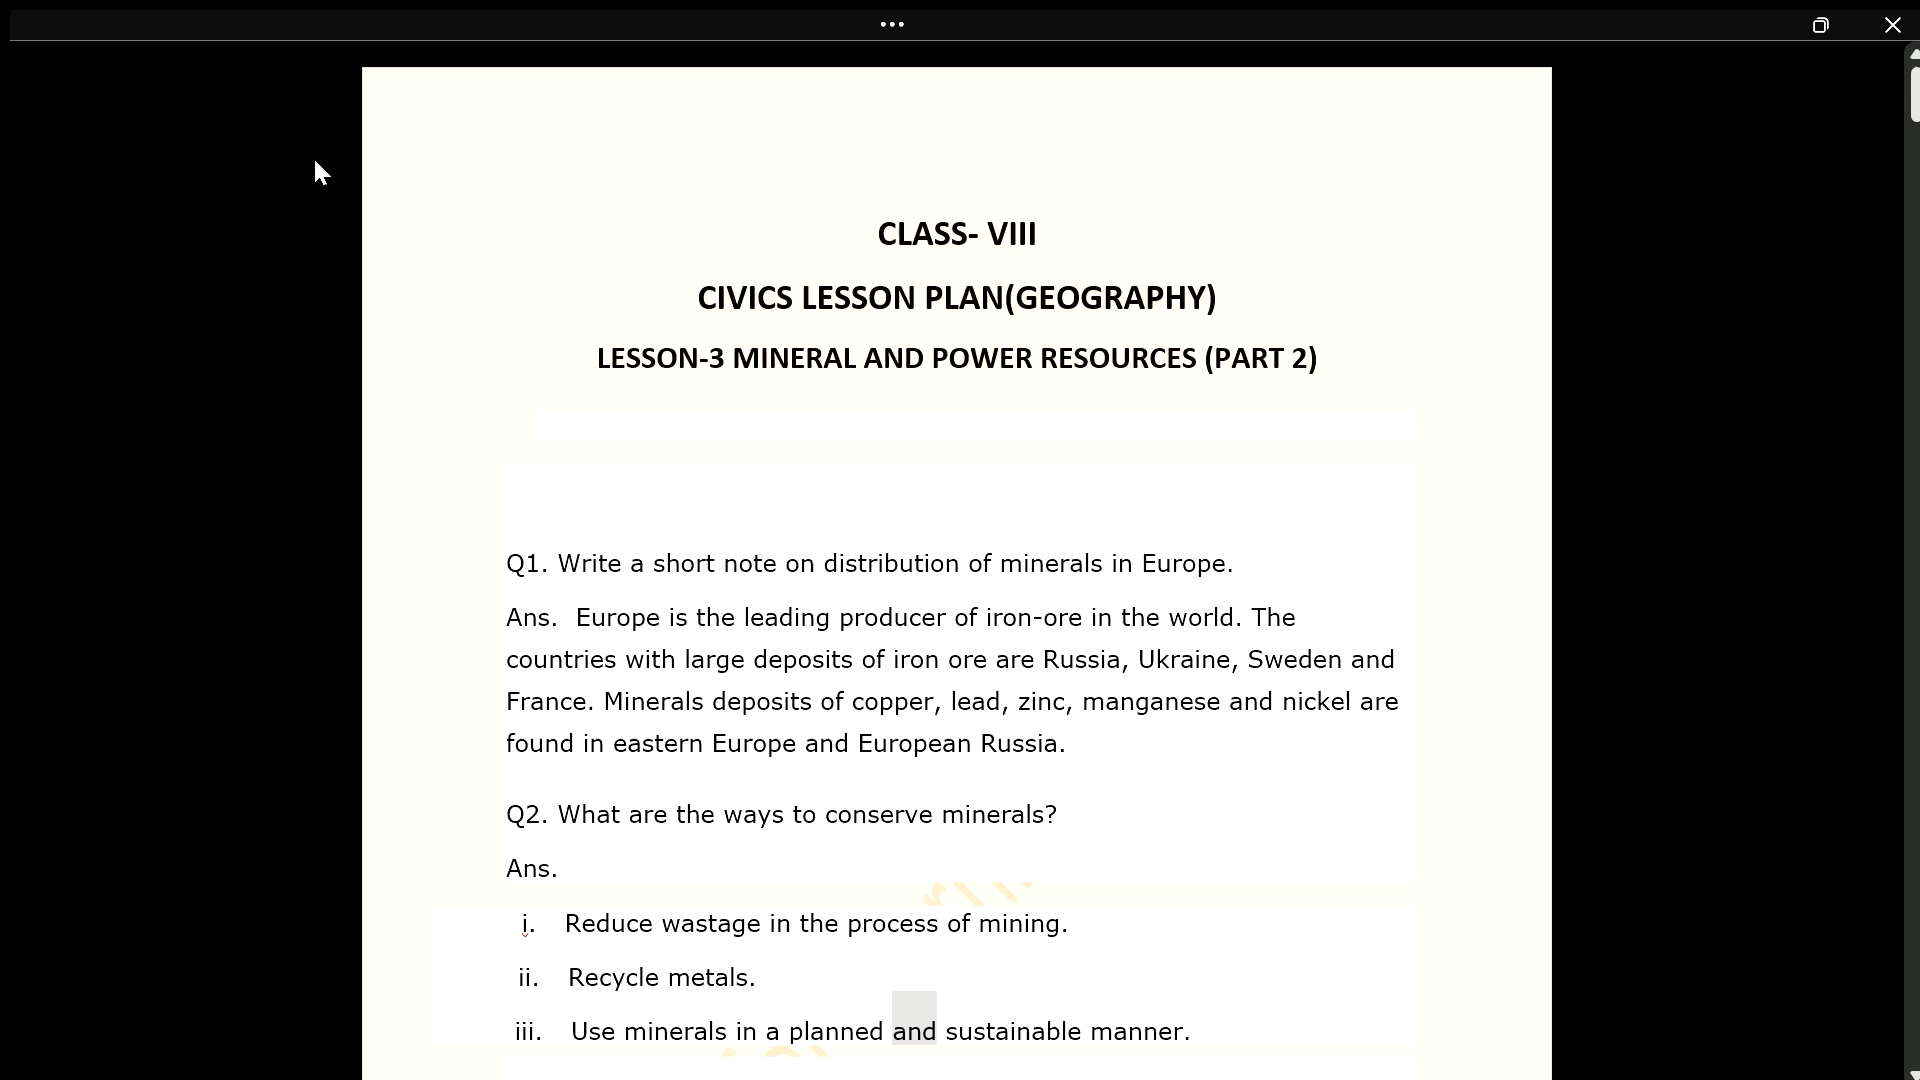 CLASS- VIII
CIVICS LESSON PLAN(GEOGRAPHY)
LESSON-3 MINERAL AND POWER RESOURCES (PART 2)
Q1. Write a short note on distribution of minerals in Europe.
Ans.  Europe is the leading producer of iron-ore in the world. The
countries with large deposits of iron ore are Russia, Ukraine, Sweden and
France. Minerals deposits of copper, lead, zinc, manganese and nickel are
found in eastern Europe and European Russia.
Q2. What are the ways to conserve minerals?
Ans.
i. Reduce wastage in the process of mining.
ii. Recycle metals.
iii. Use minerals in a planned and sustainable manner.